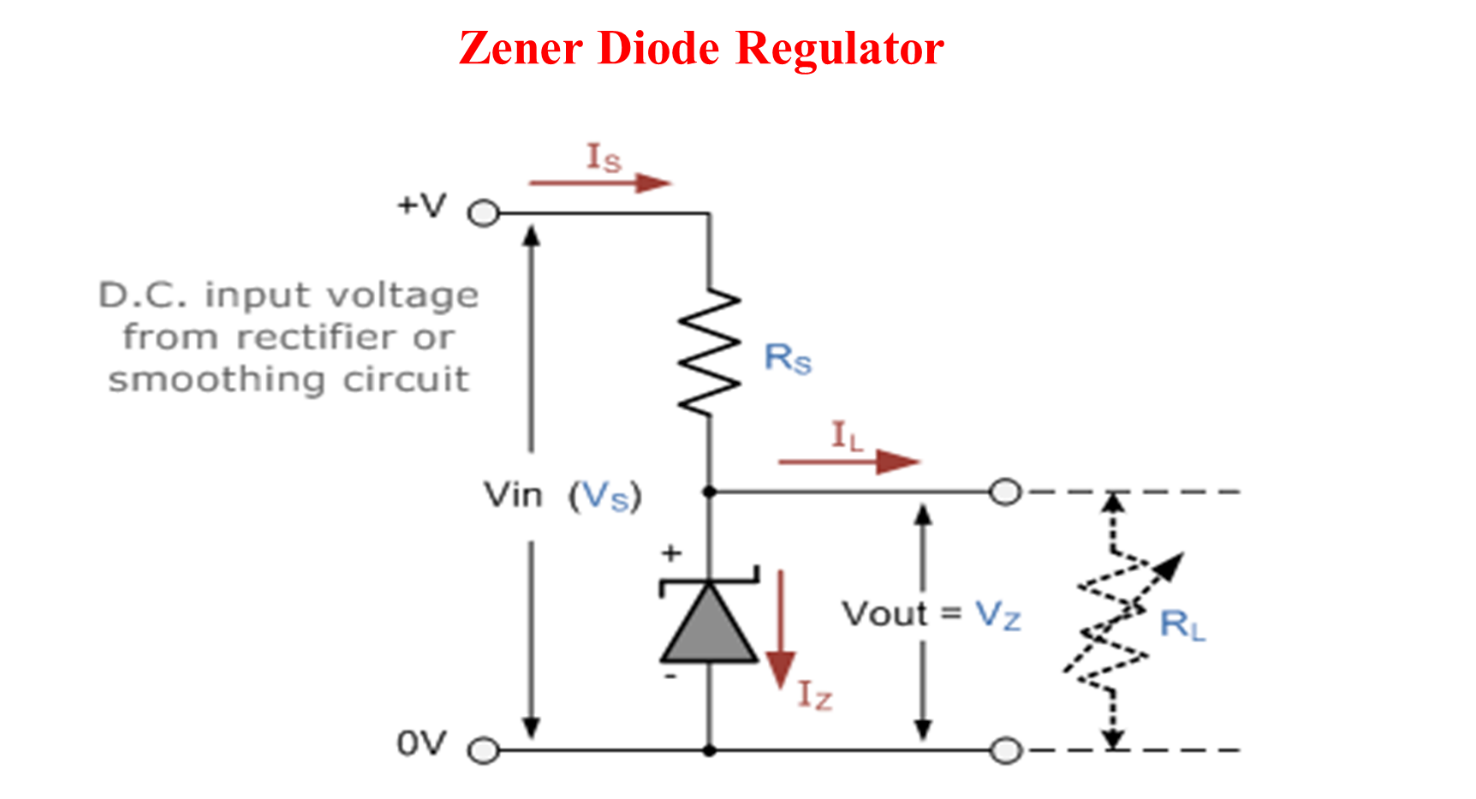 Zener Diode Regulator
IS
+V
D.C. input voltage
from rectifier or
smoothing circuit
RS
IL
Vin (VS)
+
Vout = VZ
RL
-
IZ
0V